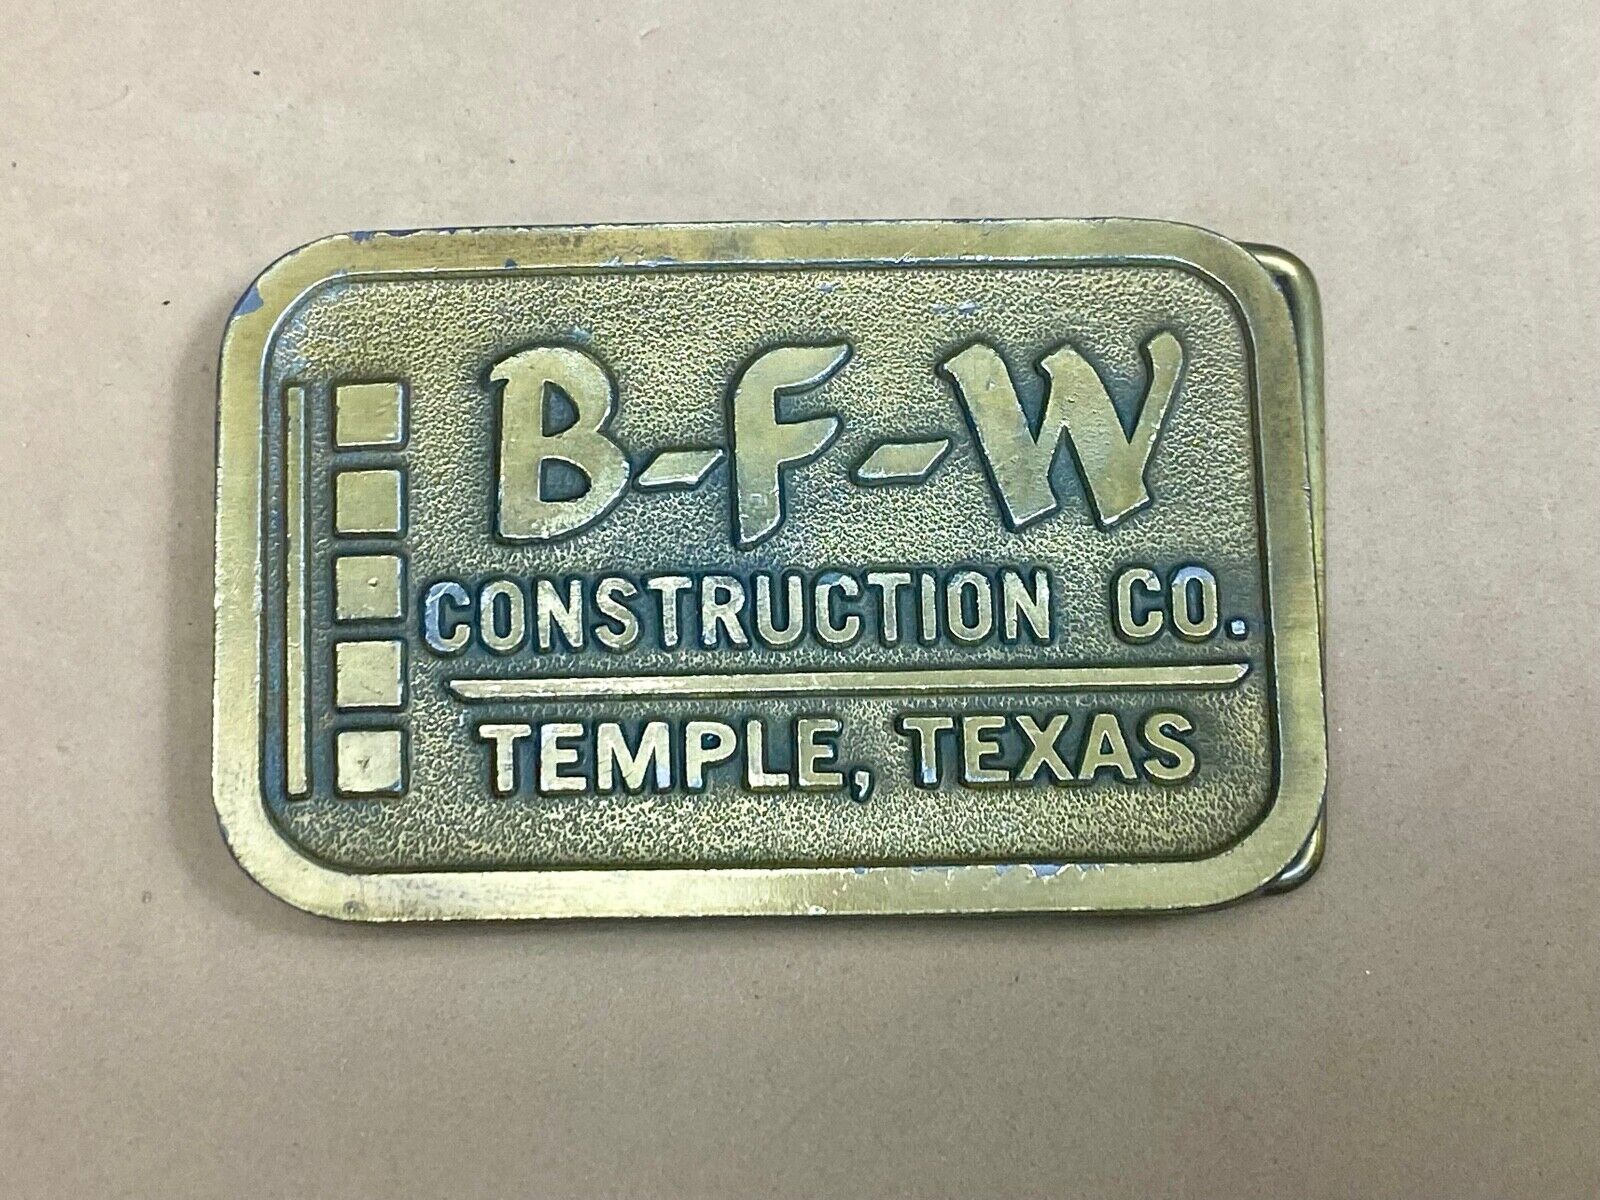 B-F-W
CONSTRUCTION CO.
TEMPLE, TEXAS